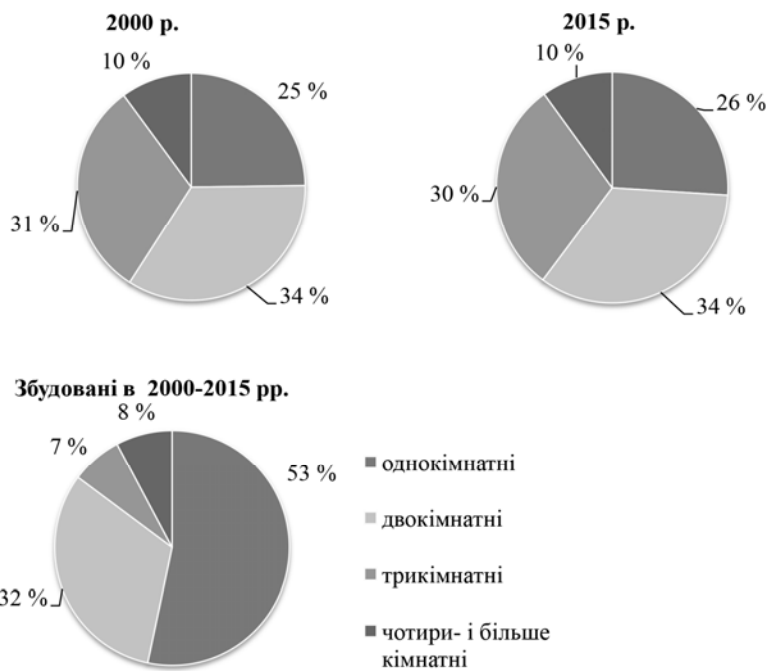 2000 р.
10 %
25 %
31 %
34 %
2015 р.
10 %
26 %
30 %
34 %
Збудовані в 2000-2015 рр.
8 %
7 %
53 %
32 %
однокімнатні
двокімнатні
трикімнатні
чотири- і більше
кімнатні